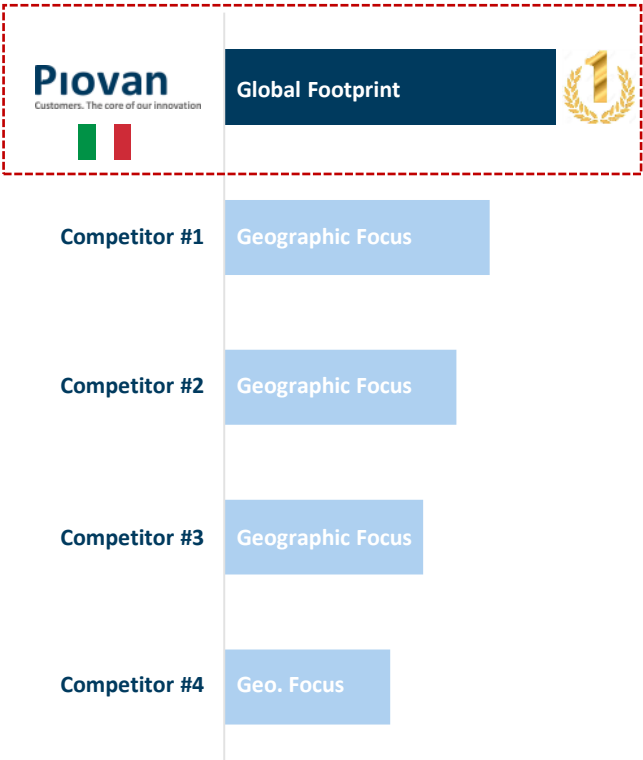 Piovan
Customers. The core of our innovation
Global Footprint
1
Competitor #1
Geographic Focus
Competitor #2
Geographic Focus
Competitor #3
Geographic Focus
Competitor #4
Geo. Focus